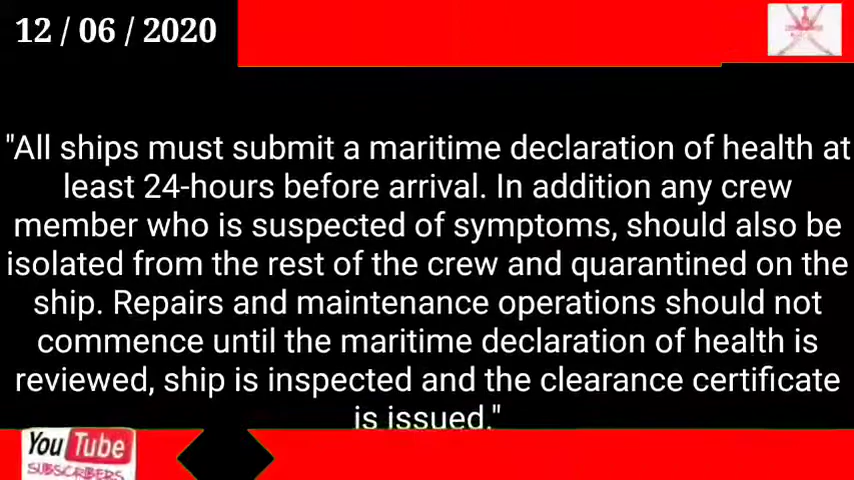 12 / 06 / 2020
"All ships must submit a maritime declaration of health at
least 24-hours before arrival. In addition any crew
member who is suspected of symptoms, should also be
isolated from the rest of the crew and quarantined on the
ship. Repairs and maintenance operations should not
commence until the maritime declaration of health is
reviewed, ship is inspected and the clearance certificate
is issued."
You Tube
SUBSCRIBERS